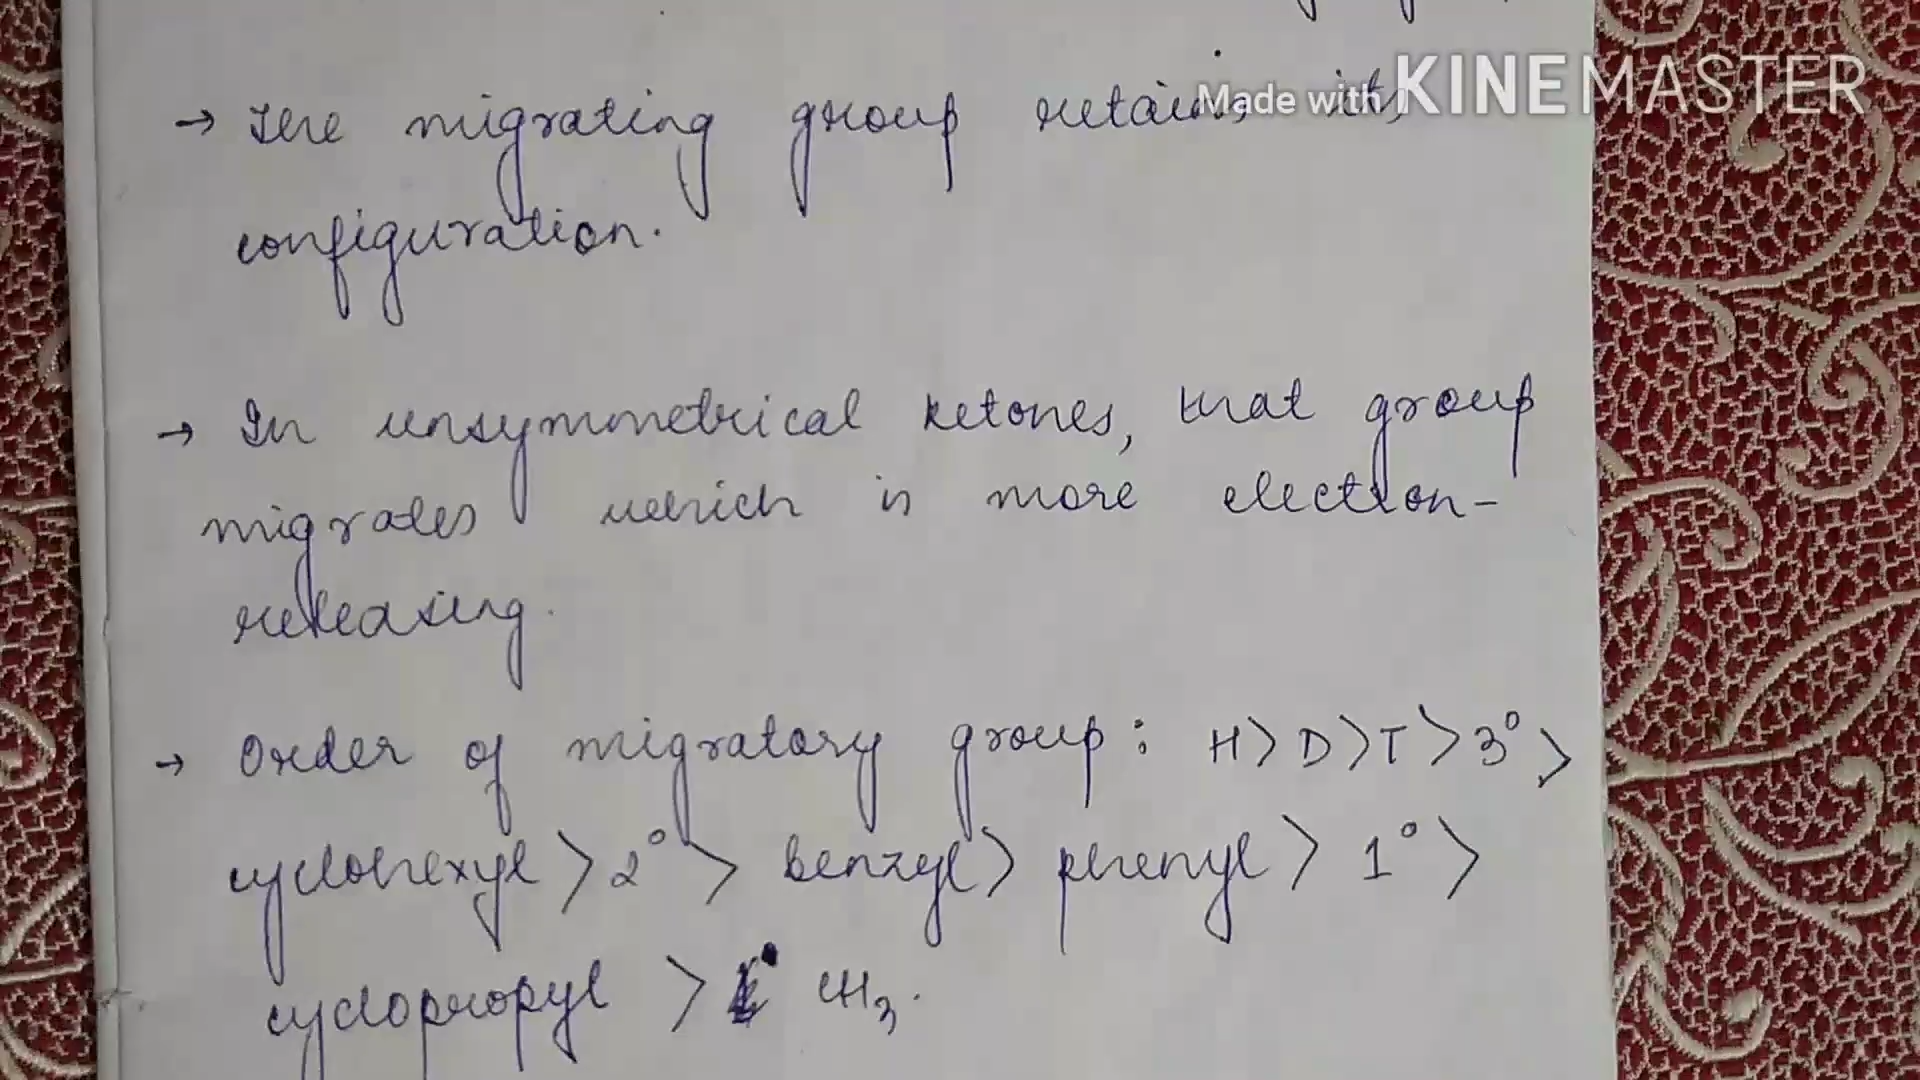 Made with KINEMASTER
→ The migrating group retains its
configuration.
→ In unsymmetrical ketones, that group
migrates which is more electron-
releasing.
→ Order of migratory group : H > D > T > 3° >
cyclohexyl > 2° > benzyl > phenyl > 1° >
cyclopropyl > CH₃.